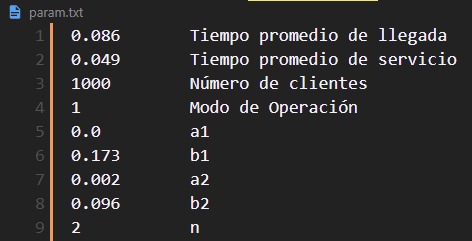 param.txt
1 0.086 Tiempo promedio de llegada
2 0.049 Tiempo promedio de servicio
3 1000 Número de clientes
4 1 Modo de Operación
5 0.0 a1
6 0.173 b1
7 0.002 a2
8 0.096 b2
9 2 n